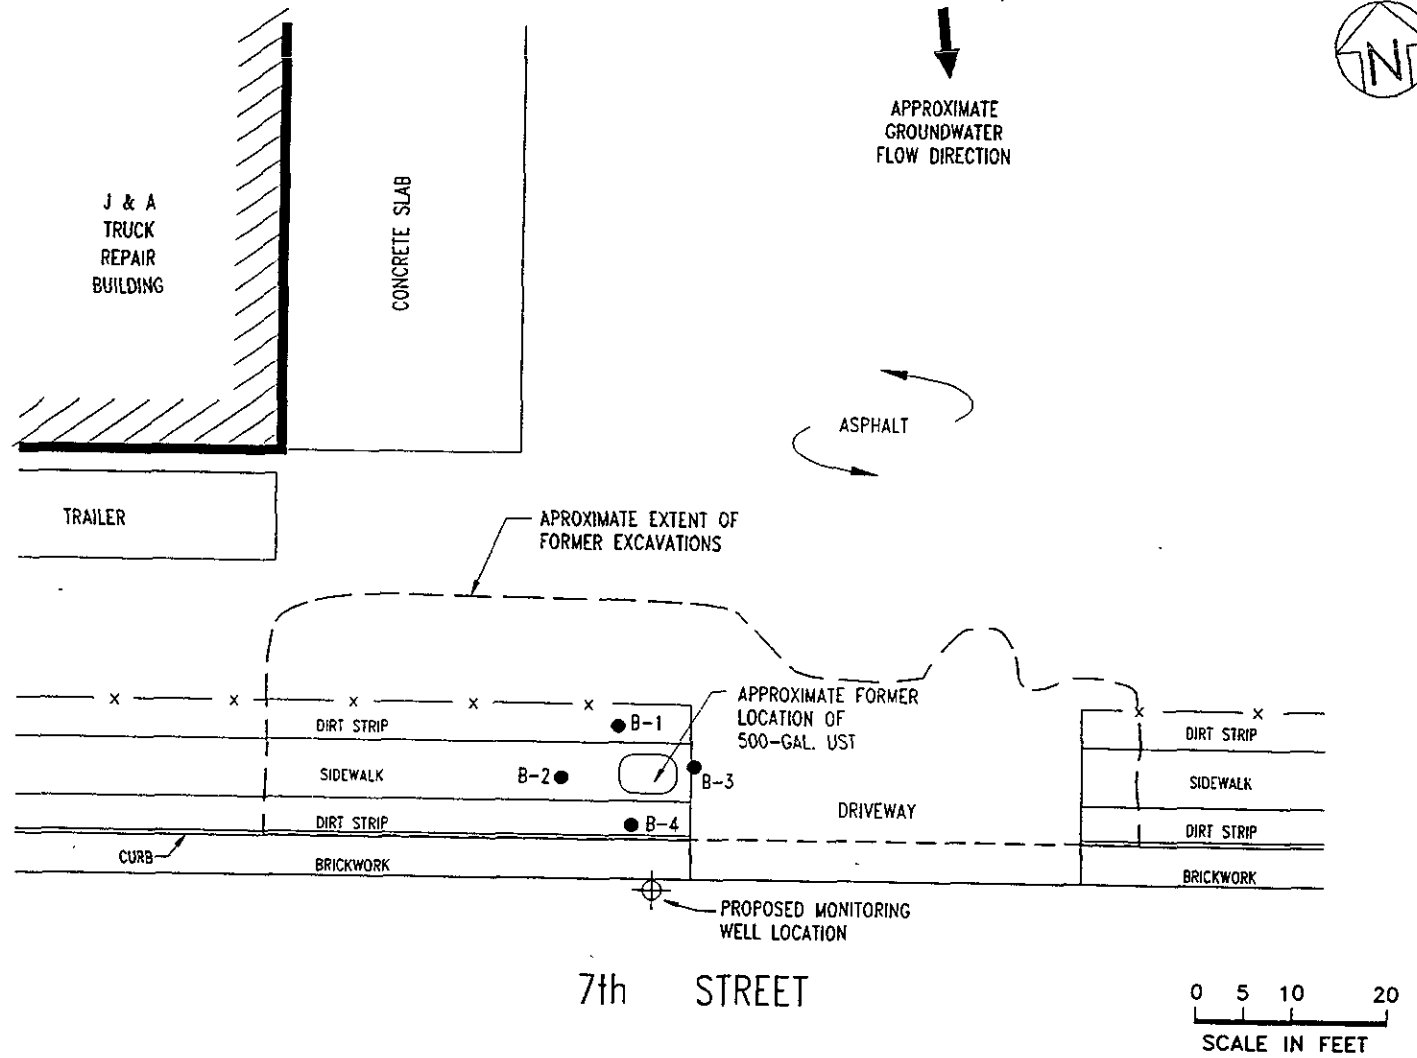 N
APPROXIMATE
GROUNDWATER
FLOW DIRECTION
J & A
TRUCK
REPAIR
BUILDING
CONCRETE SLAB
ASPHALT
TRAILER
APROXIMATE EXTENT OF
FORMER EXCAVATIONS
APPROXIMATE FORMER
LOCATION OF
500-GAL. UST
X X X X X
X X
DIRT STRIP
B-1
DIRT STRIP
SIDEWALK
B-2
B-3
SIDEWALK
DRIVEWAY
DIRT STRIP
B-4
DIRT STRIP
CURB
BRICKWORK
BRICKWORK
PROPOSED MONITORING
WELL LOCATION
7th STREET
0 5 10 20
SCALE IN FEET